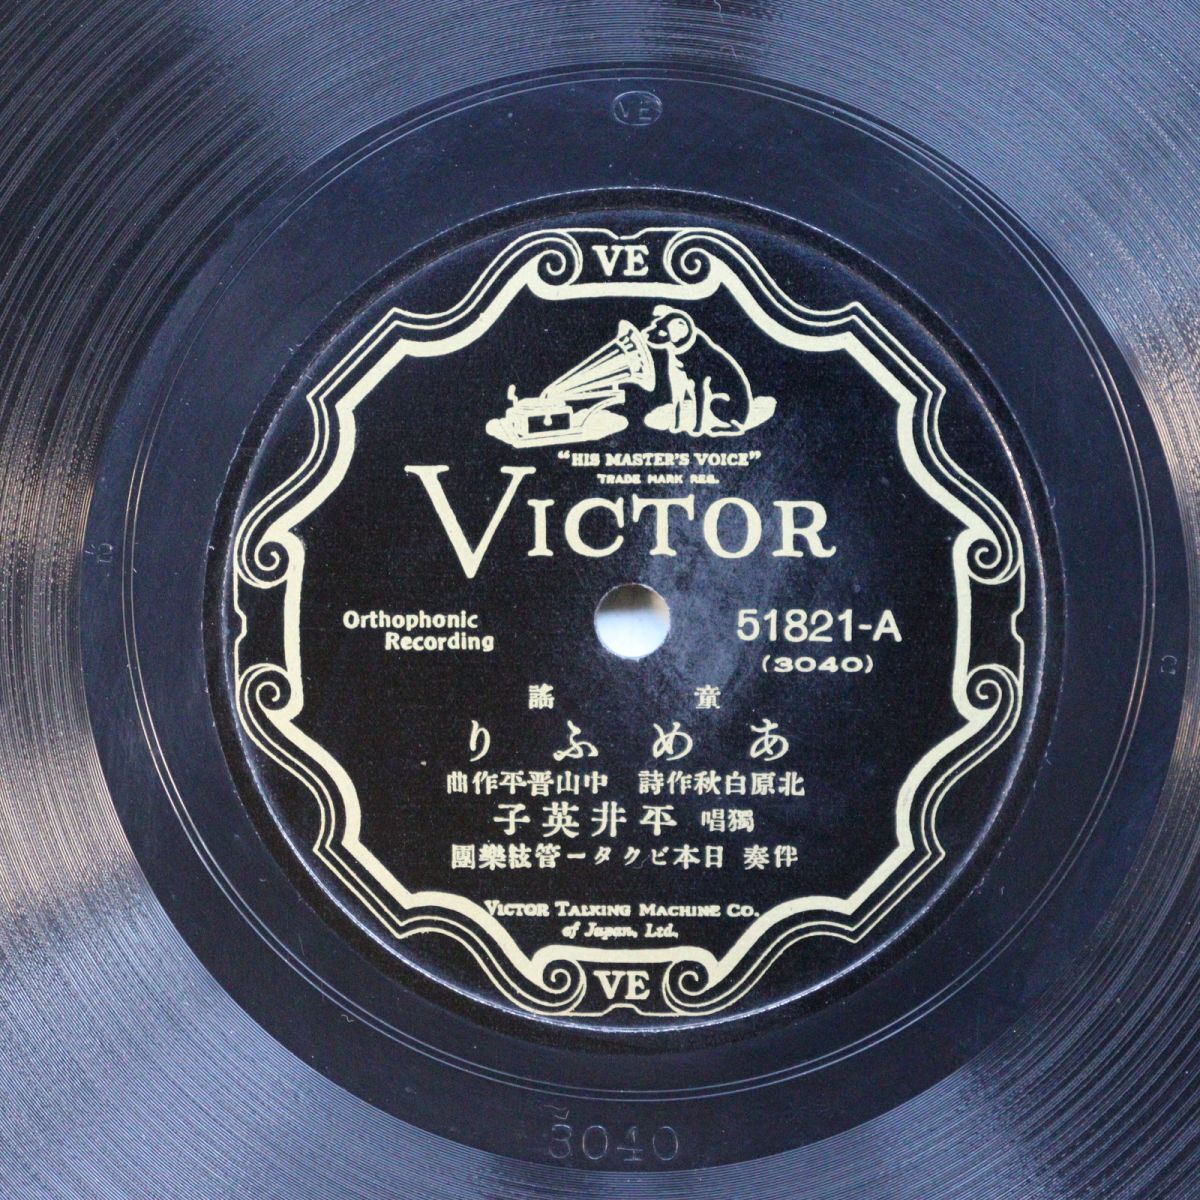 VE
VE
"HIS MASTER'S VOICE"
TRADE MARK REG.
VICTOR
Orthophonic
Recording
51821-A
(3040)
童謠
あめふり
北原白秋作詩 中山晋平作曲
獨唱 平井英子
伴奏 日本ビクター管絃樂團
VICTOR TALKING MACHINE CO.
of Japan, Ltd.
VE
3040